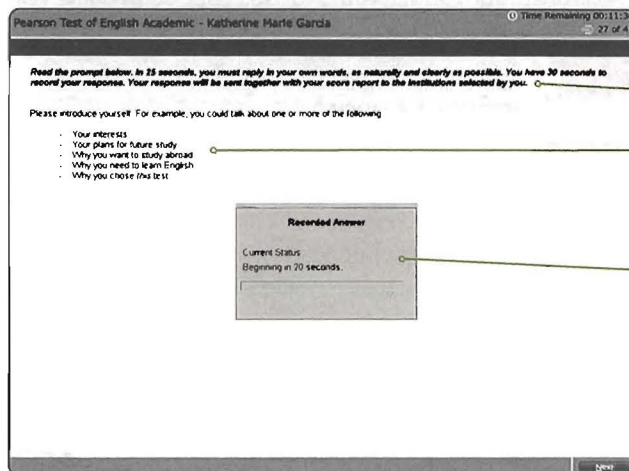 Pearson Test of English Academic - Katherine Marie Garcia
Time Remaining 00:11:3
27 of 4
Read the prompt below. In 25 seconds, you must reply in your own words, as naturally and clearly as possible. You have 30 seconds to
record your response. Your response will be sent together with your score report to the institutions selected by you.
Please introduce yourself. For example, you could talk about one or more of the following
- Your interests
- Your plans for future study
- Why you want to study abroad
- Why you need to learn English
- Why you chose this test
Recorded Answer
Current Status
Beginning in 20 seconds.
Next